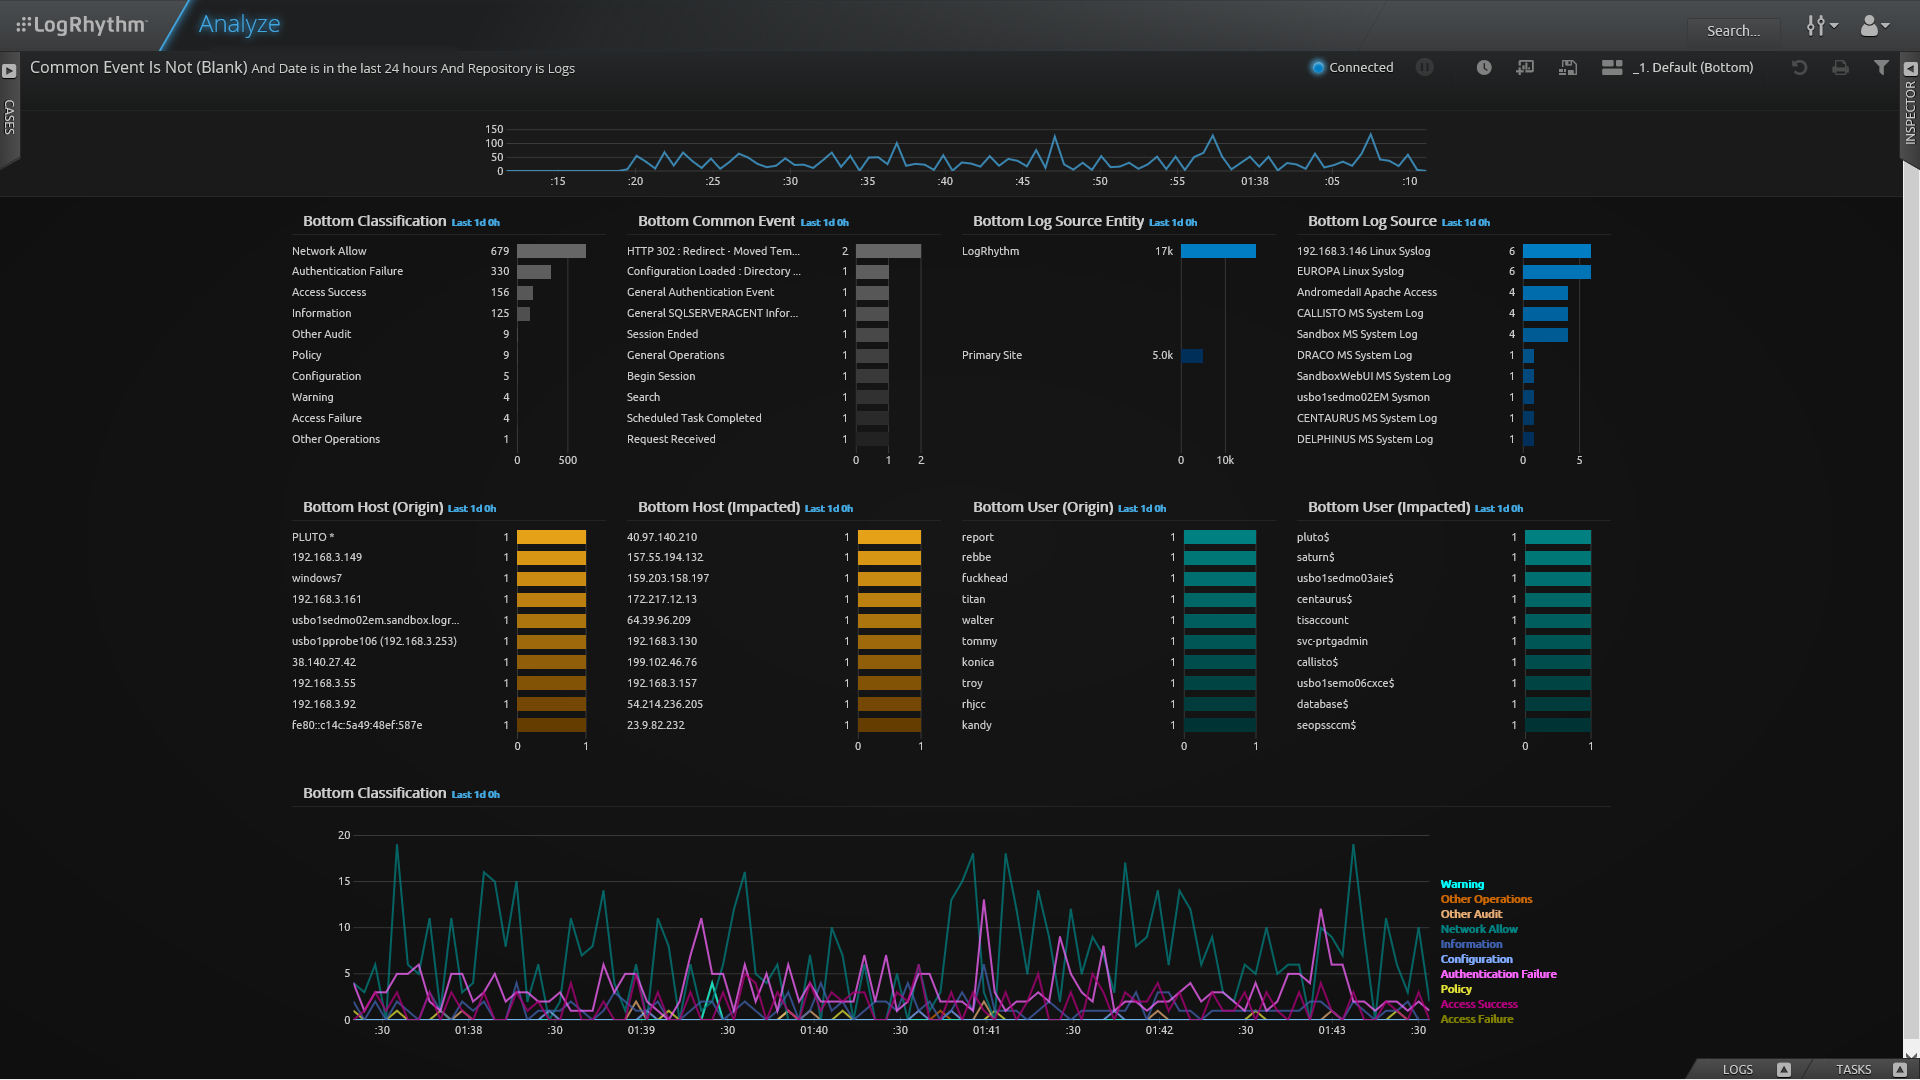 LogRhythm
Analyze
Search...
Common Event Is Not (Blank) And Date is in the last 24 hours And Repository is Logs
Connected
_1. Default (Bottom)
CASES
INSPECTOR
150
100
50
0
:15 :20 :25 :30 :35 :40 :45 :50 :55 01:38 :05 :10
Bottom Classification Last 1d 0h
Network Allow 679
Authentication Failure 330
Access Success 156
Information 125
Other Audit 9
Policy 9
Configuration 5
Warning 4
Access Failure 4
Other Operations 1
0 500
Bottom Common Event Last 1d 0h
HTTP 302 : Redirect - Moved Tem... 2
Configuration Loaded : Directory ... 1
General Authentication Event 1
General SQLSERVERAGENT Infor... 1
Session Ended 1
General Operations 1
Begin Session 1
Search 1
Scheduled Task Completed 1
Request Received 1
0 1 2
Bottom Log Source Entity Last 1d 0h
LogRhythm 17k
Primary Site 5.0k
0 10k
Bottom Log Source Last 1d 0h
192.168.3.146 Linux Syslog 6
EUROPA Linux Syslog 6
AndromedaII Apache Access 4
CALLISTO MS System Log 4
Sandbox MS System Log 4
DRACO MS System Log 1
SandboxWebUI MS System Log 1
usbo1sedmo02EM Sysmon 1
CENTAURUS MS System Log 1
DELPHINUS MS System Log 1
0 5
Bottom Host (Origin) Last 1d 0h
PLUTO * 1
192.168.3.149 1
windows7 1
192.168.3.161 1
usbo1sedmo02em.sandbox.logr... 1
usbo1pprobe106 (192.168.3.253) 1
38.140.27.42 1
192.168.3.55 1
192.168.3.92 1
fe80::c14c:5a49:48ef:587e 1
0 1
Bottom Host (Impacted) Last 1d 0h
40.97.140.210 1
157.55.194.132 1
159.203.158.197 1
172.217.12.13 1
64.39.96.209 1
192.168.3.130 1
199.102.46.76 1
192.168.3.157 1
54.214.236.205 1
23.9.82.232 1
0 1
Bottom User (Origin) Last 1d 0h
report 1
rebbe 1
fuckhead 1
titan 1
walter 1
tommy 1
konica 1
troy 1
rhjcc 1
kandy 1
0 1
Bottom User (Impacted) Last 1d 0h
pluto$ 1
saturn$ 1
usbo1sedmo03aie$ 1
centaurus$ 1
tisaccount 1
svc-prtgadmin 1
callisto$ 1
usbo1semo06cxce$ 1
database$ 1
seopssccm$ 1
0 1
Bottom Classification Last 1d 0h
20
15
10
5
0
:30 01:38 :30 01:39 :30 01:40 :30 01:41 :30 01:42 :30 01:43 :30
Warning
Other Operations
Other Audit
Network Allow
Information
Configuration
Authentication Failure
Policy
Access Success
Access Failure
LOGS
TASKS